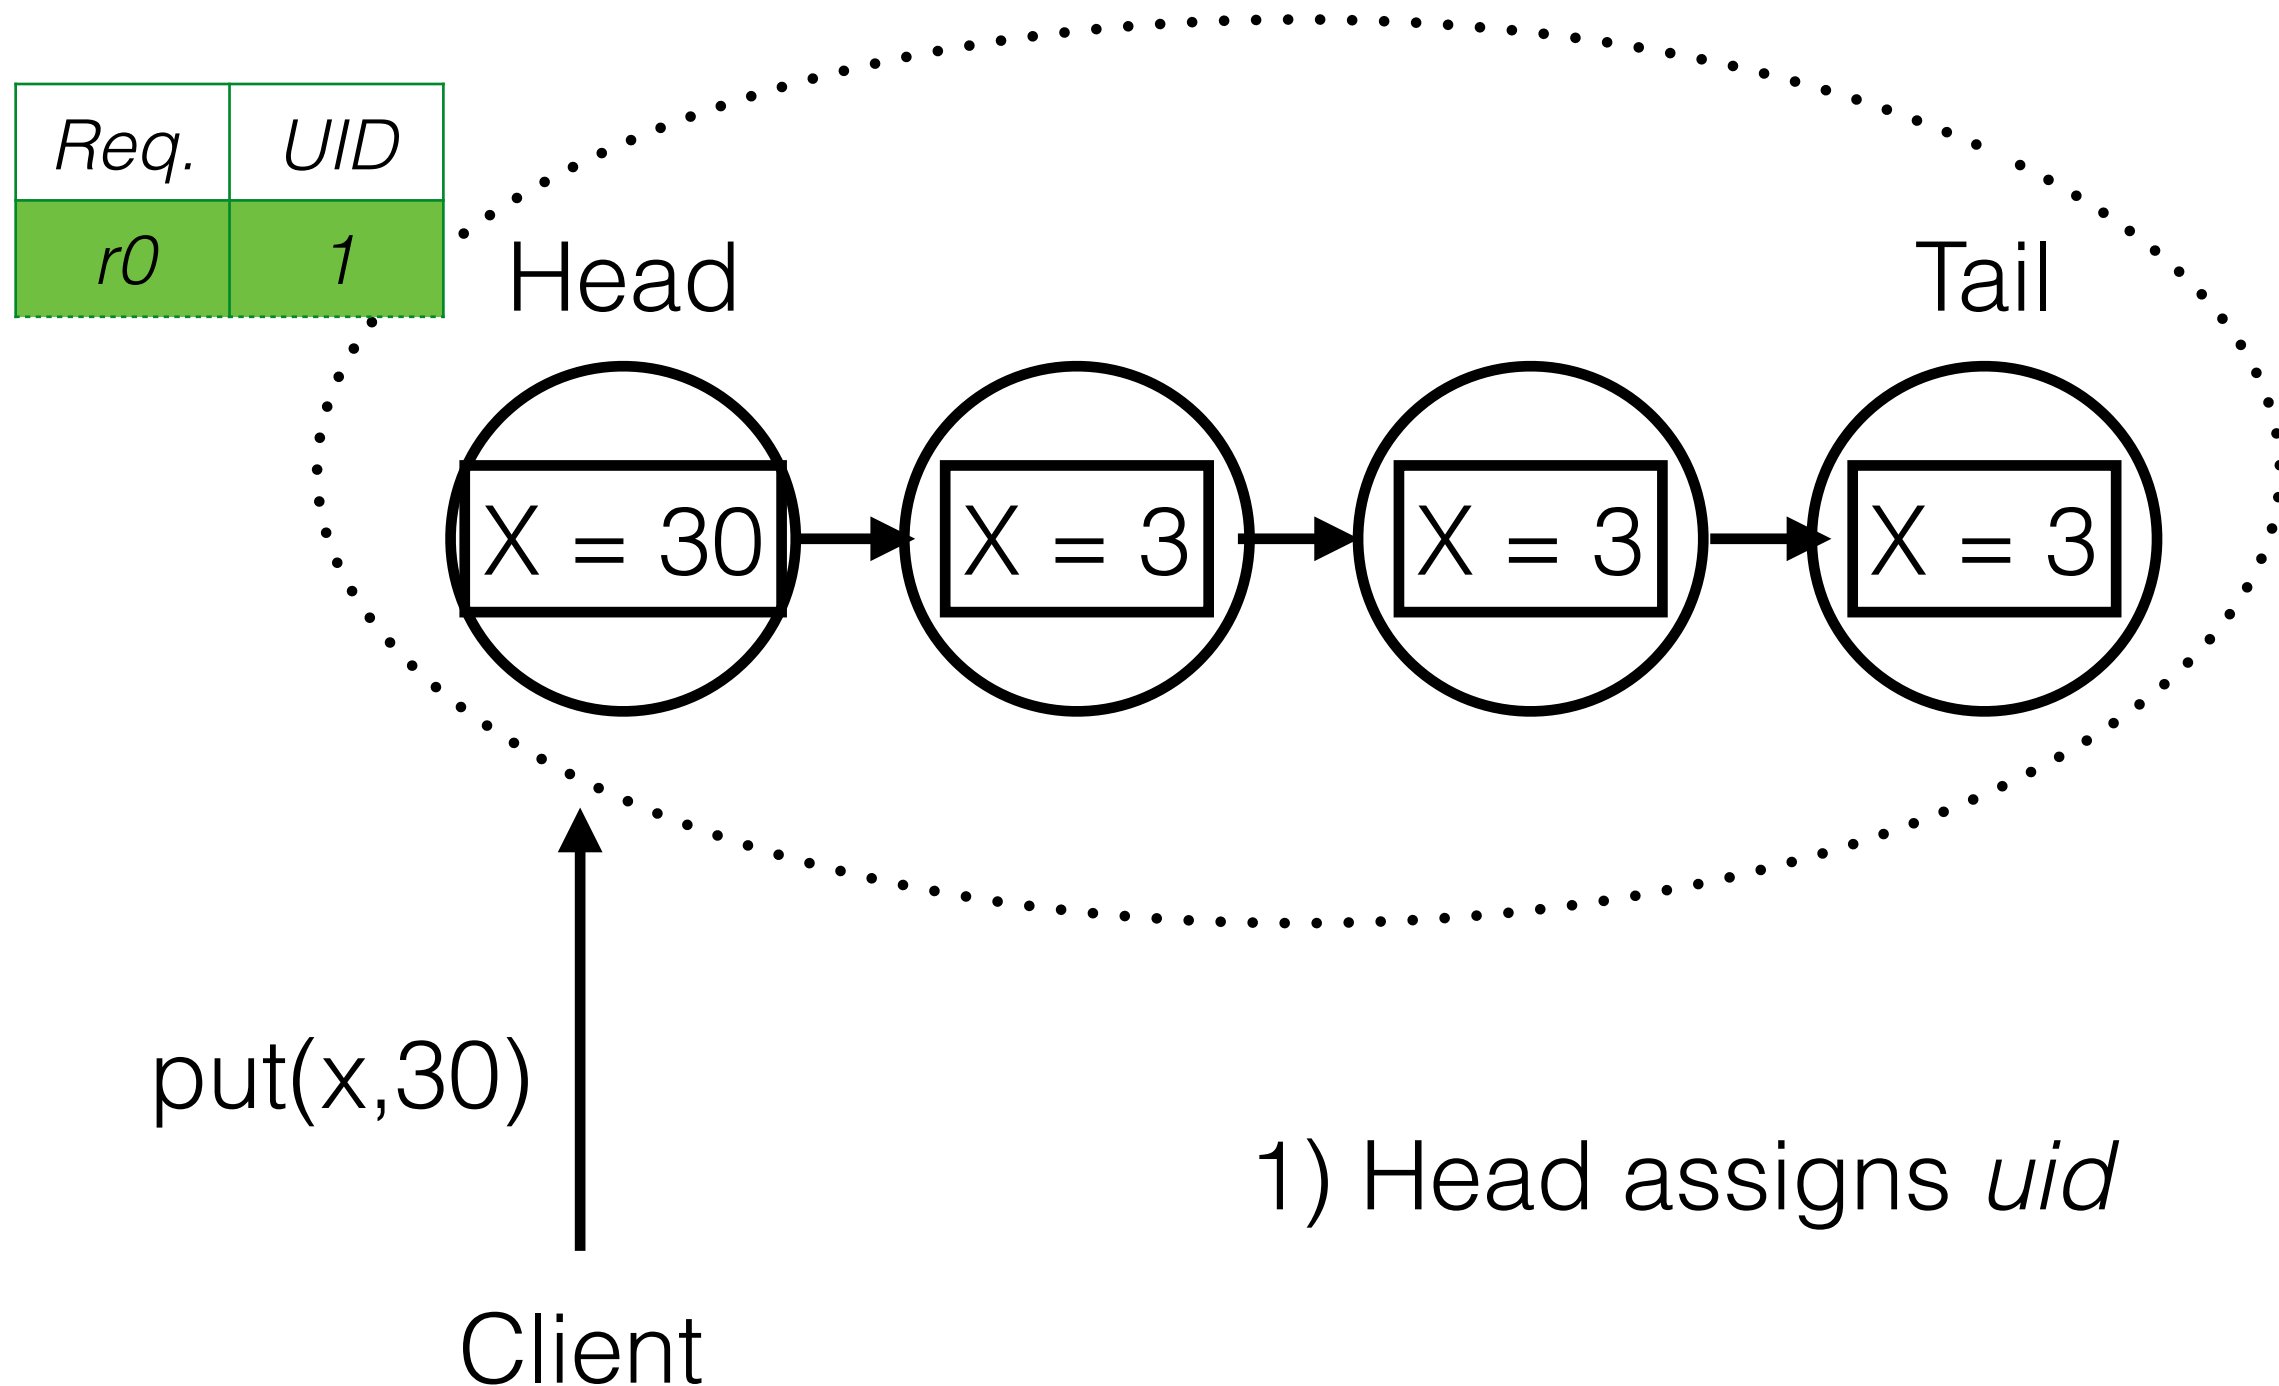 Req. UID
r0 1
Head Tail
X = 30 X = 3 X = 3 X = 3
put(x,30)
1) Head assigns uid
Client